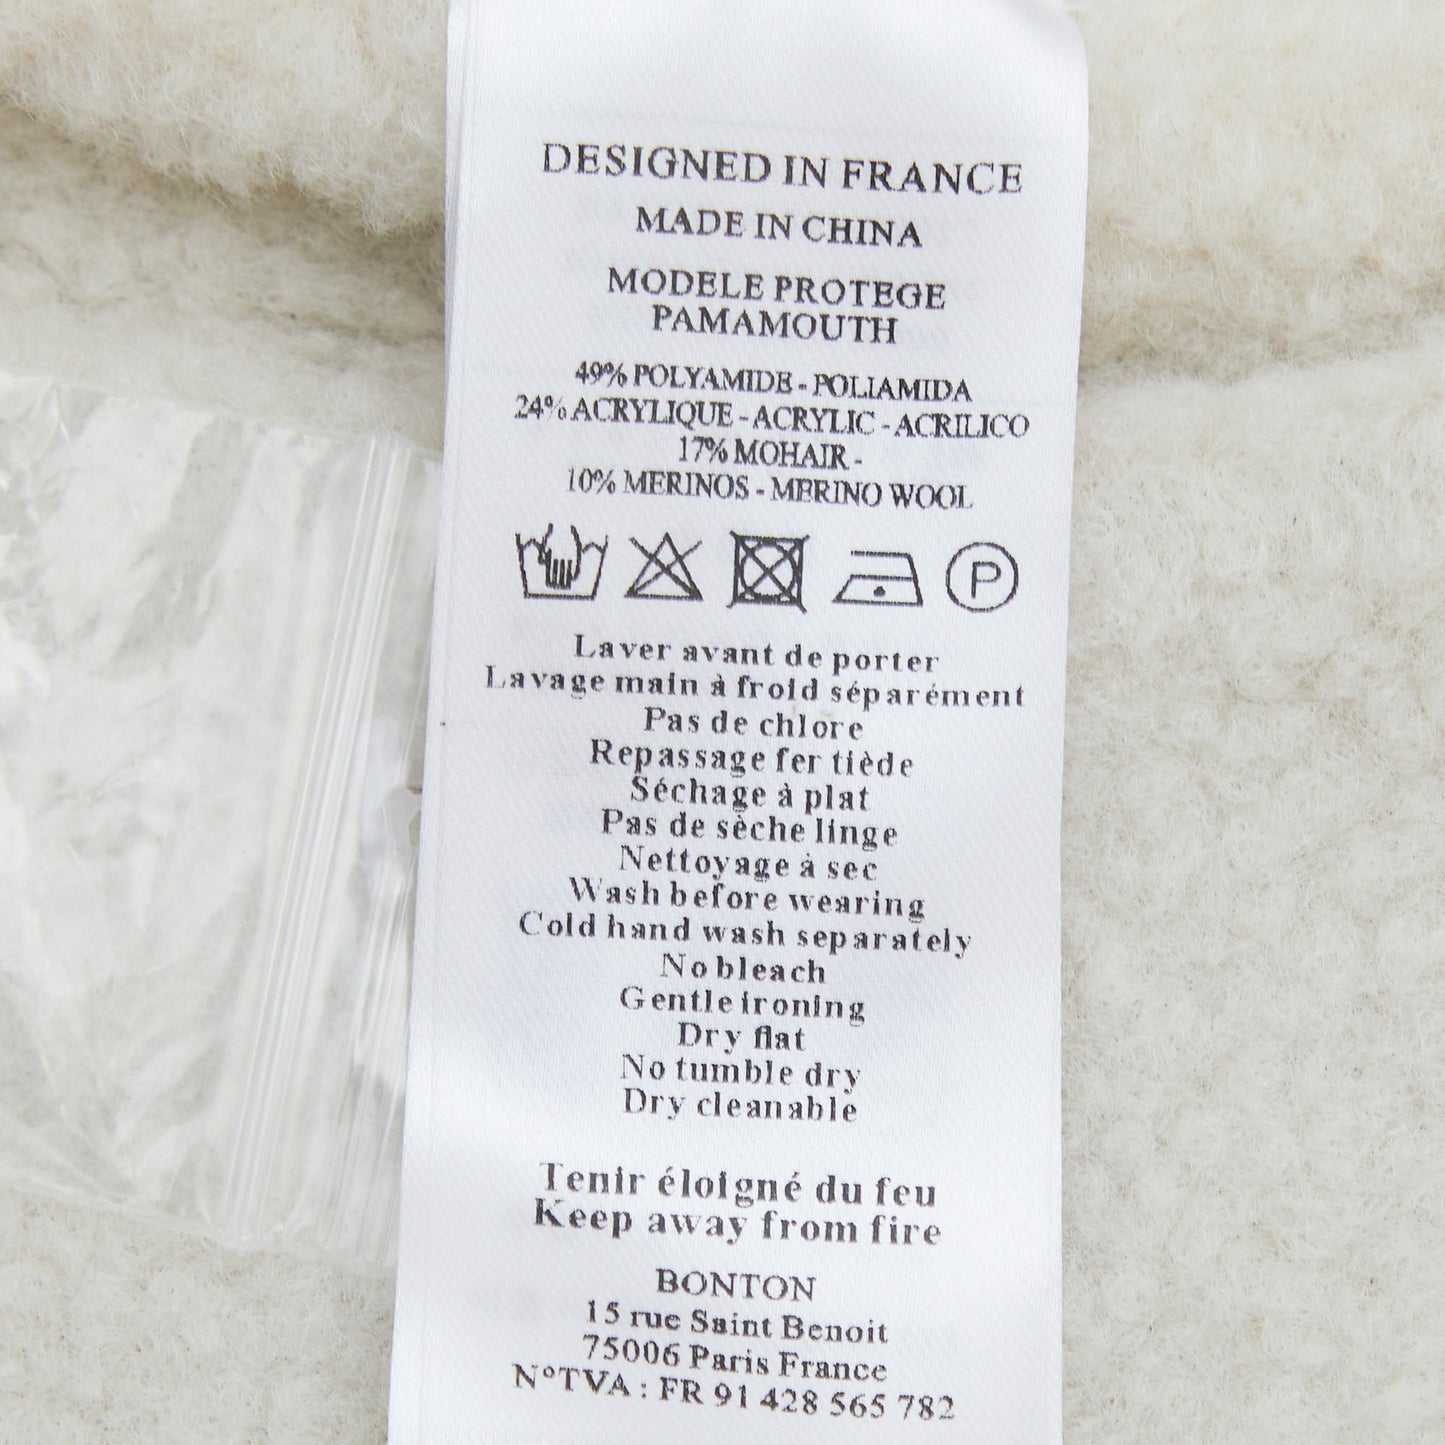 DESIGNED IN FRANCE
MADE IN CHINA
MODELE PROTEGE
PAMAMOUTH
49% POLYAMIDE - POLIAMIDA
24% ACRYLIQUE - ACRYLIC - ACRILICO
17% MOHAIR -
10% MERINOS - MERINO WOOL
P
Laver avant de porter
Lavage main à froid séparément
Pas de chlore
Repassage fer tiède
Séchage à plat
Pas de sèche linge
Nettoyage à sec
Wash before wearing
Cold hand wash separately
No bleach
Gentle ironing
Dry flat
No tumble dry
Dry cleanable
Tenir éloigné du feu
Keep away from fire
BONTON
15 rue Saint Benoit
75006 Paris France
N°TVA : FR 91 428 565 782